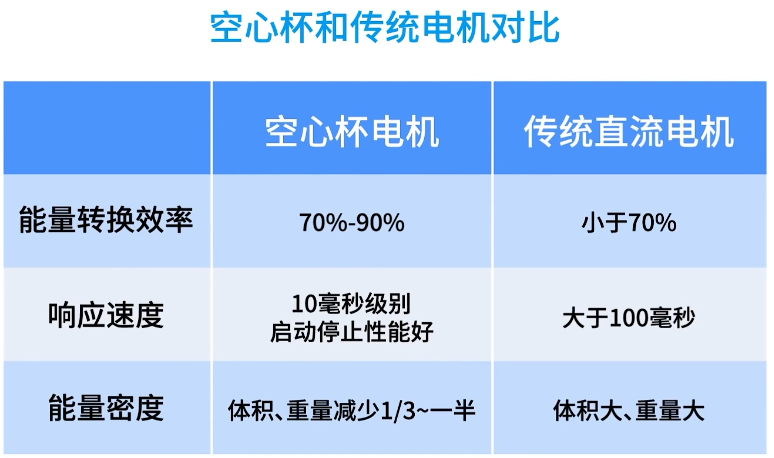 空心杯和传统电机对比
空心杯电机
传统直流电机
能量转换效率
70%-90%
小于70%
响应速度
10毫秒级别
启动停止性能好
大于100毫秒
能量密度
体积、重量减少1/3~一半
体积大、重量大